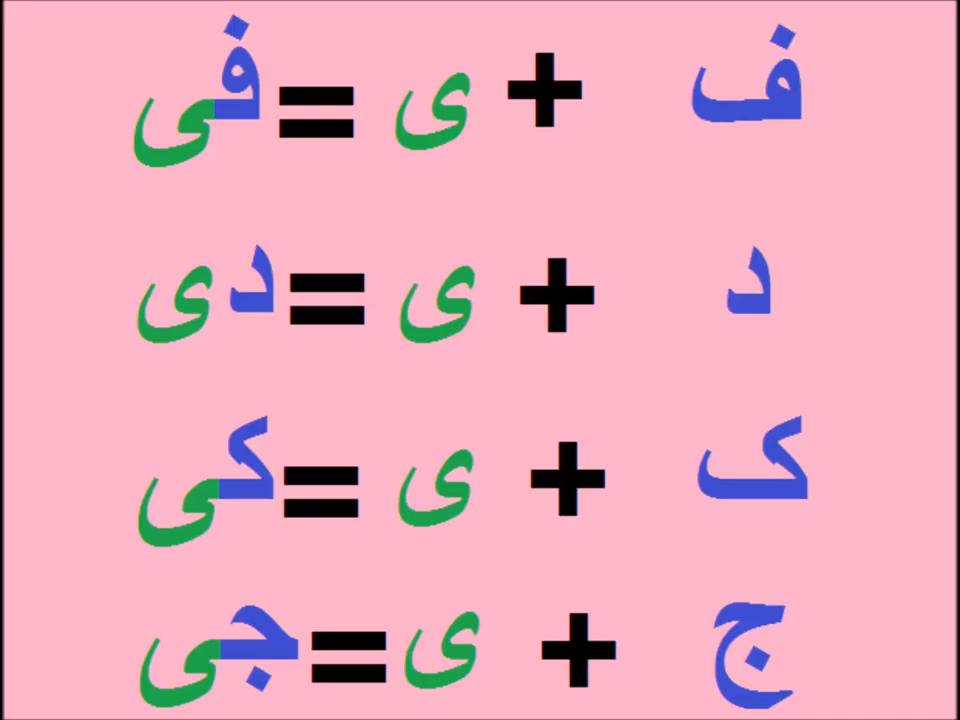 ف + ی = فی
د + ی = دی
ک + ی = کی
ج + ی = جی